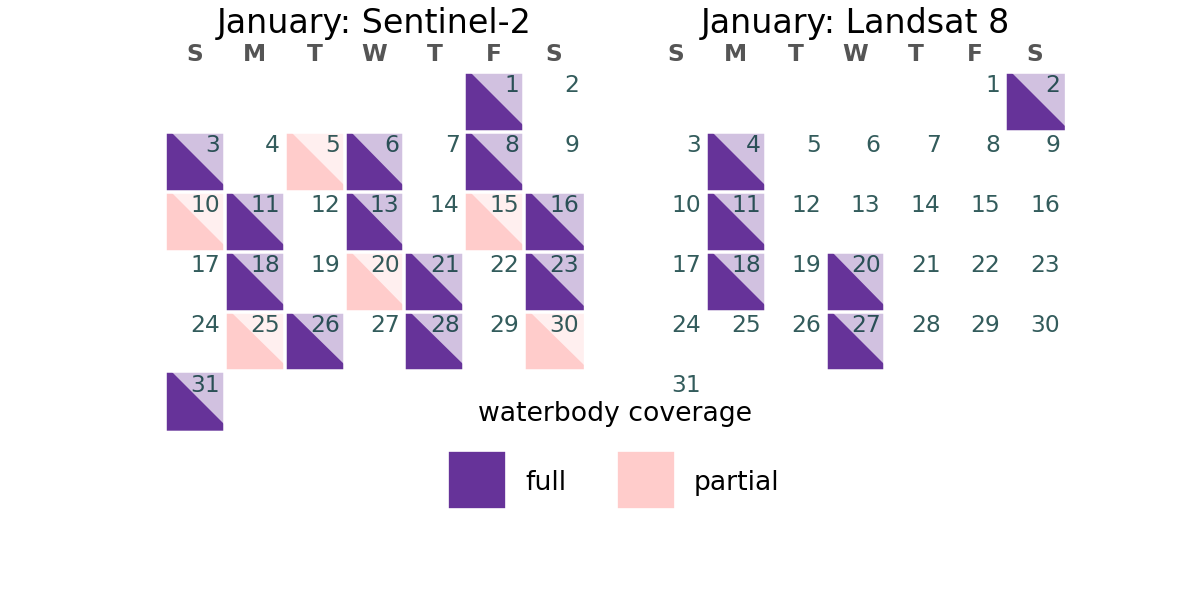 January: Sentinel-2
S M T W T F S
1 2
3 4 5 6 7 8 9
10 11 12 13 14 15 16
17 18 19 20 21 22 23
24 25 26 27 28 29 30
31
January: Landsat 8
S M T W T F S
1 2
3 4 5 6 7 8 9
10 11 12 13 14 15 16
17 18 19 20 21 22 23
24 25 26 27 28 29 30
31
waterbody coverage
full partial